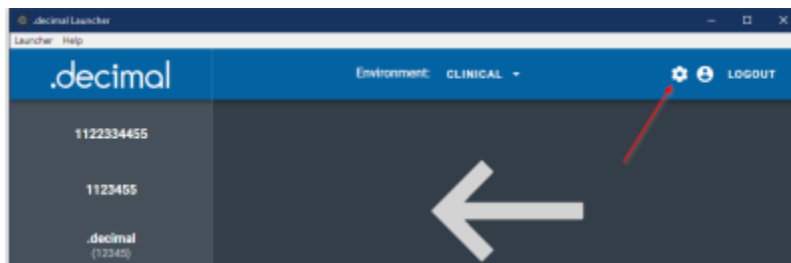 .decimal Launcher
Launcher Help
.decimal Environment: CLINICAL LOGOUT
1122334455
1123455
.decimal
(12345)